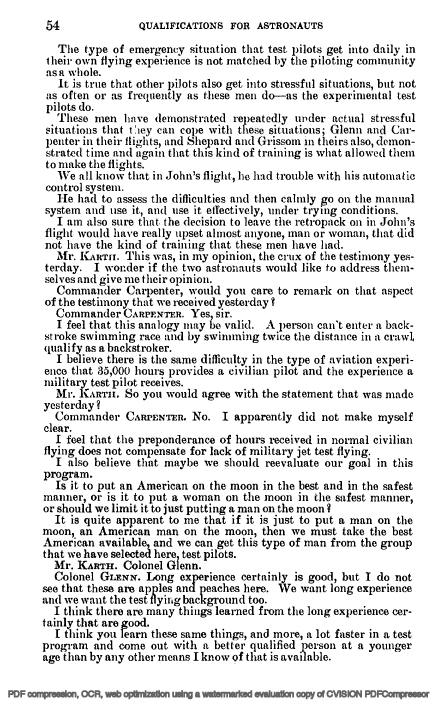 54 QUALIFICATIONS FOR ASTRONAUTS
The type of emergency situation that test pilots get into daily in
their own flying experience is not matched by the piloting community
as a whole.
It is true that other pilots also get into stressful situations, but not
as often or as frequently as these men do—as the experimental test
pilots do.
These men have demonstrated repeatedly under actual stressful
situations that they can cope with these situations; Glenn and Car-
penter in their flights, and Shepard and Grissom in theirs also, demon-
strated time and again that this kind of training is what allowed them
to make the flights.
We all know that in John's flight, he had trouble with his automatic
control system.
He had to assess the difficulties and then calmly go on the manual
system and use it, and use it effectively, under trying conditions.
I am also sure that the decision to leave the retropack on in John's
flight would have really upset almost anyone, man or woman, that did
not have the kind of training that these men have had.
Mr. KARTH. This was, in my opinion, the crux of the testimony yes-
terday. I wonder if the two astronauts would like to address them-
selves and give me their opinion.
Commander Carpenter, would you care to remark on that aspect
of the testimony that we received yesterday?
Commander CARPENTER. Yes, sir.
I feel that this analogy may be valid. A person can't enter a back-
stroke swimming race and by swimming twice the distance in a crawl,
qualify as a backstroker.
I believe there is the same difficulty in the type of aviation experi-
ence that 35,000 hours provides a civilian pilot and the experience a
military test pilot receives.
Mr. KARTH. So you would agree with the statement that was made
yesterday?
Commander CARPENTER. No. I apparently did not make myself
clear.
I feel that the preponderance of hours received in normal civilian
flying does not compensate for lack of military jet test flying.
I also believe that maybe we should reevaluate our goal in this
program.
Is it to put an American on the moon in the best and in the safest
manner, or is it to put a woman on the moon in the safest manner,
or should we limit it to just putting a man on the moon?
It is quite apparent to me that if it is just to put a man on the
moon, an American man on the moon, then we must take the best
American available, and we can get this type of man from the group
that we have selected here, test pilots.
Mr. KARTH. Colonel Glenn.
Colonel GLENN. Long experience certainly is good, but I do not
see that these are apples and peaches here. We want long experience
and we want the test flying background too.
I think there are many things learned from the long experience cer-
tainly that are good.
I think you learn these same things, and more, a lot faster in a test
program and come out with a better qualified person at a younger
age than by any other means I know of that is available.
PDF compression, OCR, web optimization using a watermarked evaluation copy of CVISION PDFCompressor